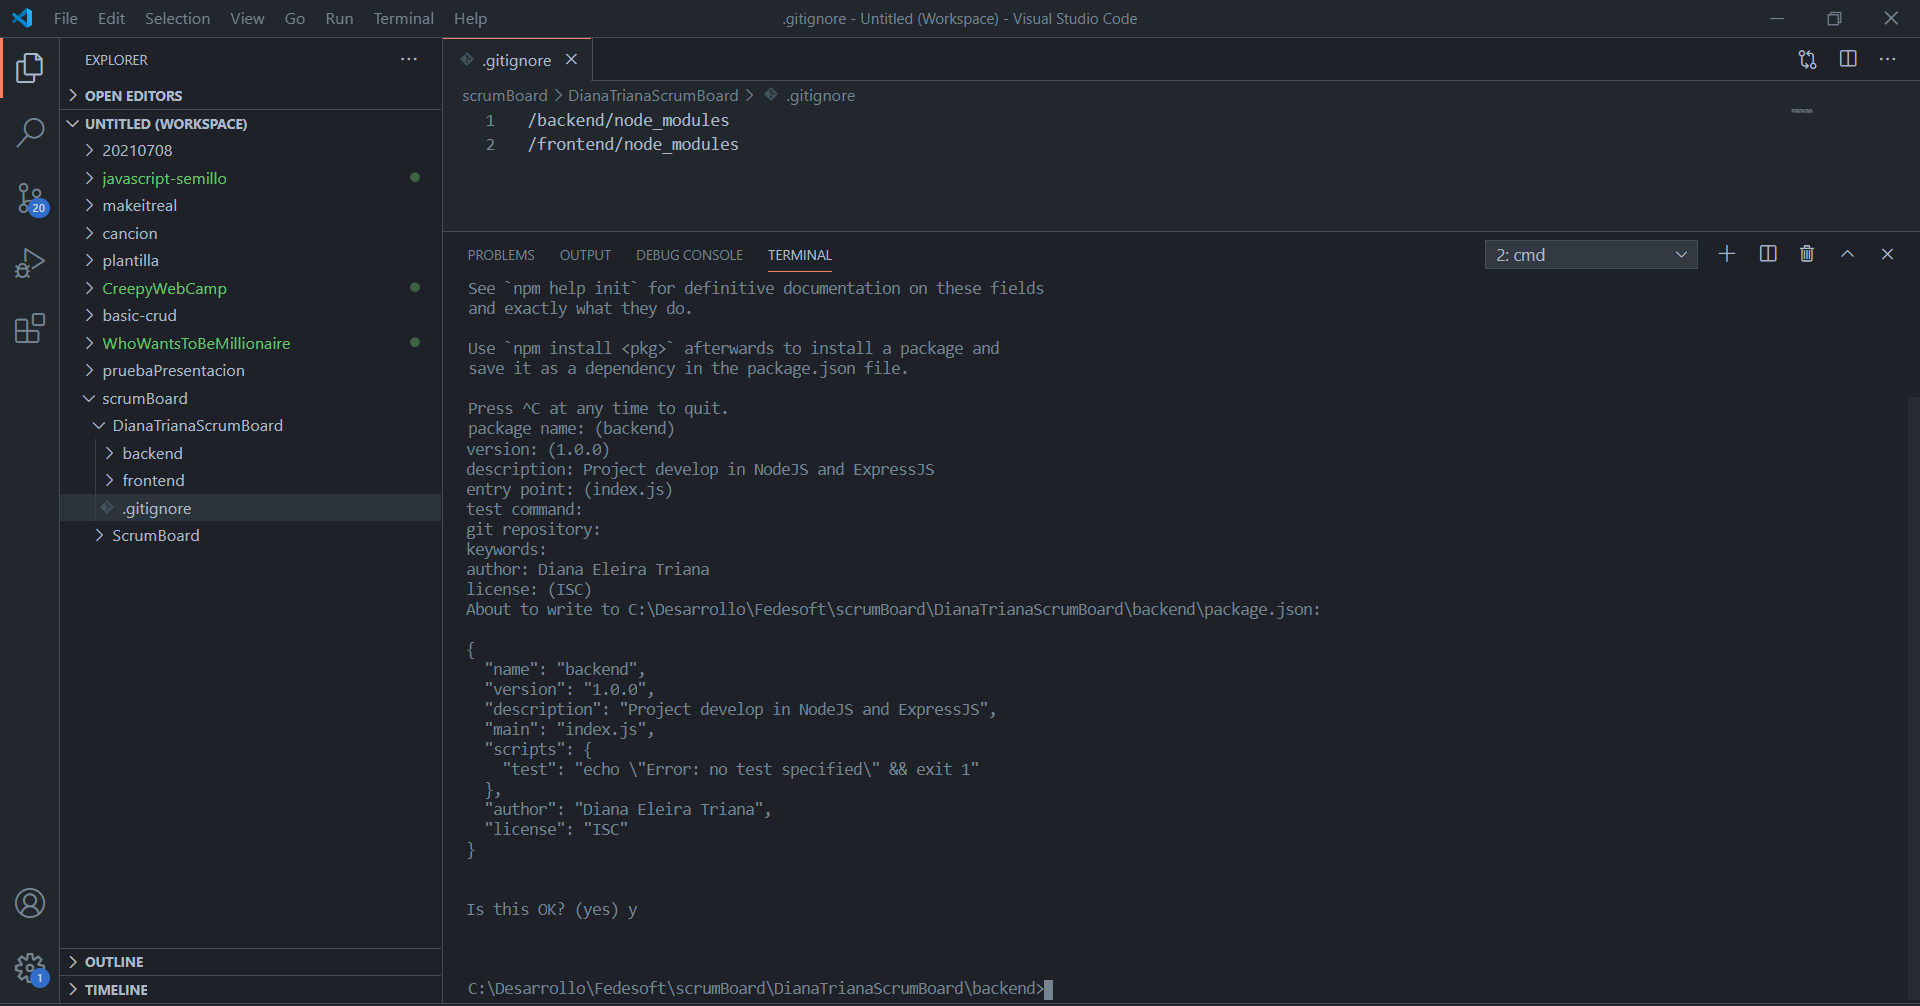 File Edit Selection View Go Run Terminal Help
.gitignore - Untitled (Workspace) - Visual Studio Code
EXPLORER
OPEN EDITORS
UNTITLED (WORKSPACE)
20210708
javascript-semillo
makeitreal
cancion
plantilla
CreepyWebCamp
basic-crud
WhoWantsToBeMillionaire
pruebaPresentacion
scrumBoard
DianaTrianaScrumBoard
backend
frontend
.gitignore
ScrumBoard
OUTLINE
TIMELINE
20
1
.gitignore
scrumBoard > DianaTrianaScrumBoard > .gitignore
1 /backend/node_modules
2 /frontend/node_modules
PROBLEMS OUTPUT DEBUG CONSOLE TERMINAL
2: cmd
See `npm help init` for definitive documentation on these fields
and exactly what they do.
Use `npm install <pkg>` afterwards to install a package and
save it as a dependency in the package.json file.
Press ^C at any time to quit.
package name: (backend)
version: (1.0.0)
description: Project develop in NodeJS and ExpressJS
entry point: (index.js)
test command:
git repository:
keywords:
author: Diana Eleira Triana
license: (ISC)
About to write to C:\Desarrollo\Fedesoft\scrumBoard\DianaTrianaScrumBoard\backend\package.json:
{
"name": "backend",
"version": "1.0.0",
"description": "Project develop in NodeJS and ExpressJS",
"main": "index.js",
"scripts": {
"test": "echo \"Error: no test specified\" && exit 1"
},
"author": "Diana Eleira Triana",
"license": "ISC"
}
Is this OK? (yes) y
C:\Desarrollo\Fedesoft\scrumBoard\DianaTrianaScrumBoard\backend>